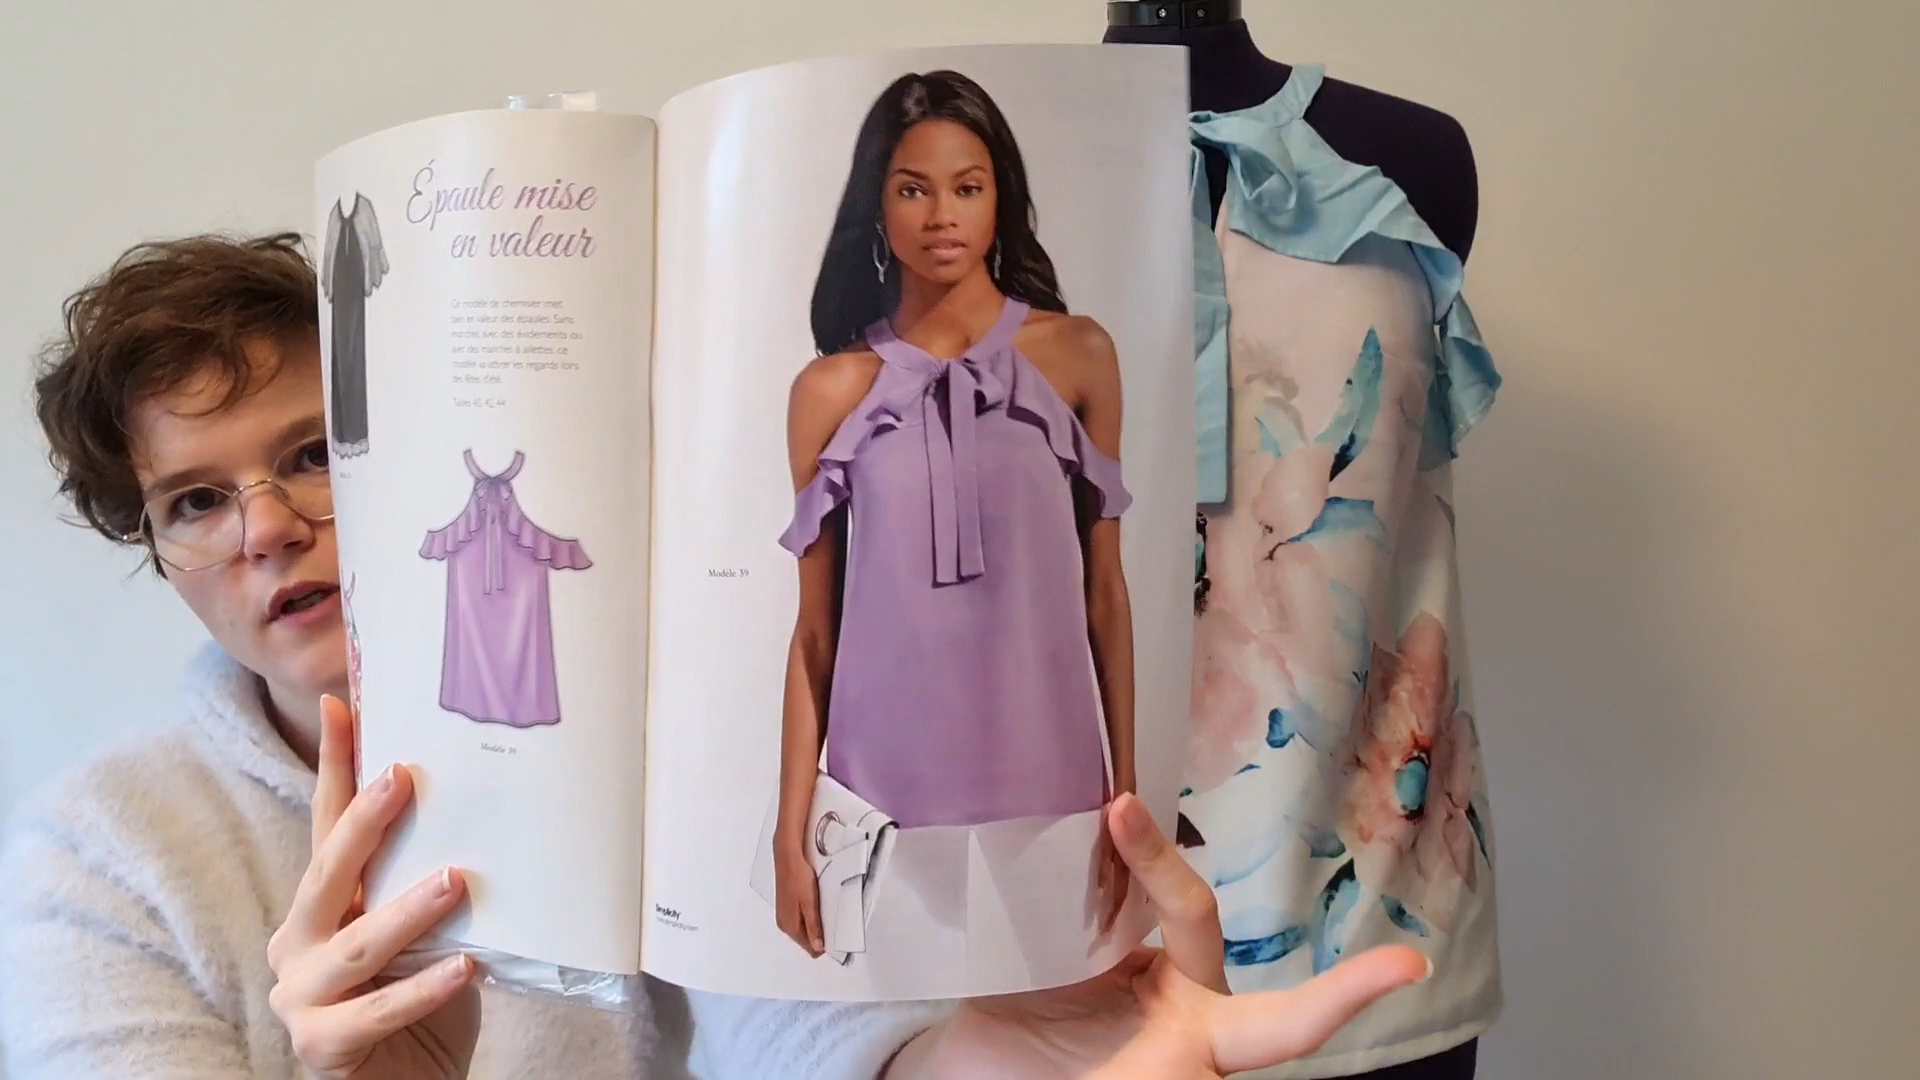 Épaule mise
en valeur
Ce modèle de chemisier met
bien en valeur des épaules. Sans
manches, avec des évidements ou
avec des manches à ailettes, ce
modèle va attirer les regards lors
des fêtes d'été.
Tailles 40, 42, 44
Modèle 39
Modèle 39
Simplicity